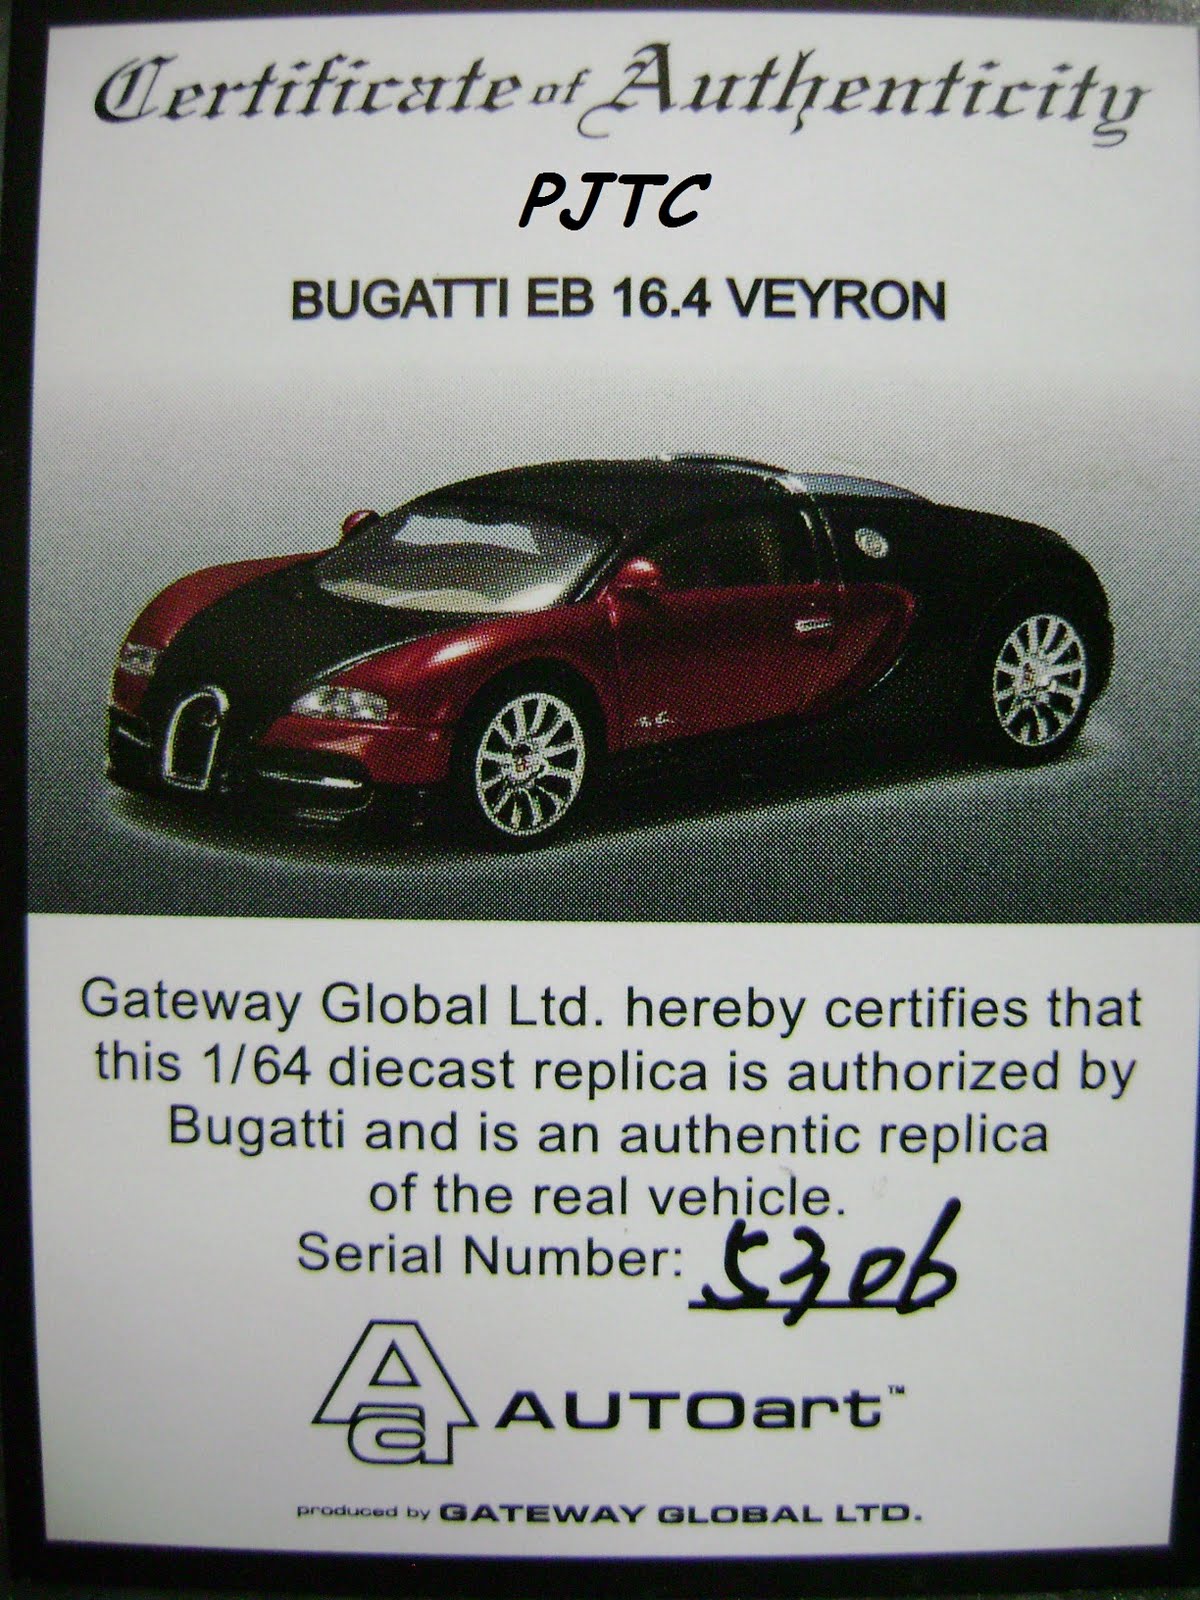 Certificate of Authenticity
PJTC
BUGATTI EB 16.4 VEYRON
Gateway Global Ltd. hereby certifies that
this 1/64 diecast replica is authorized by
Bugatti and is an authentic replica
of the real vehicle.
Serial Number: 5306
Aa AUTOart™
produced by GATEWAY GLOBAL LTD.